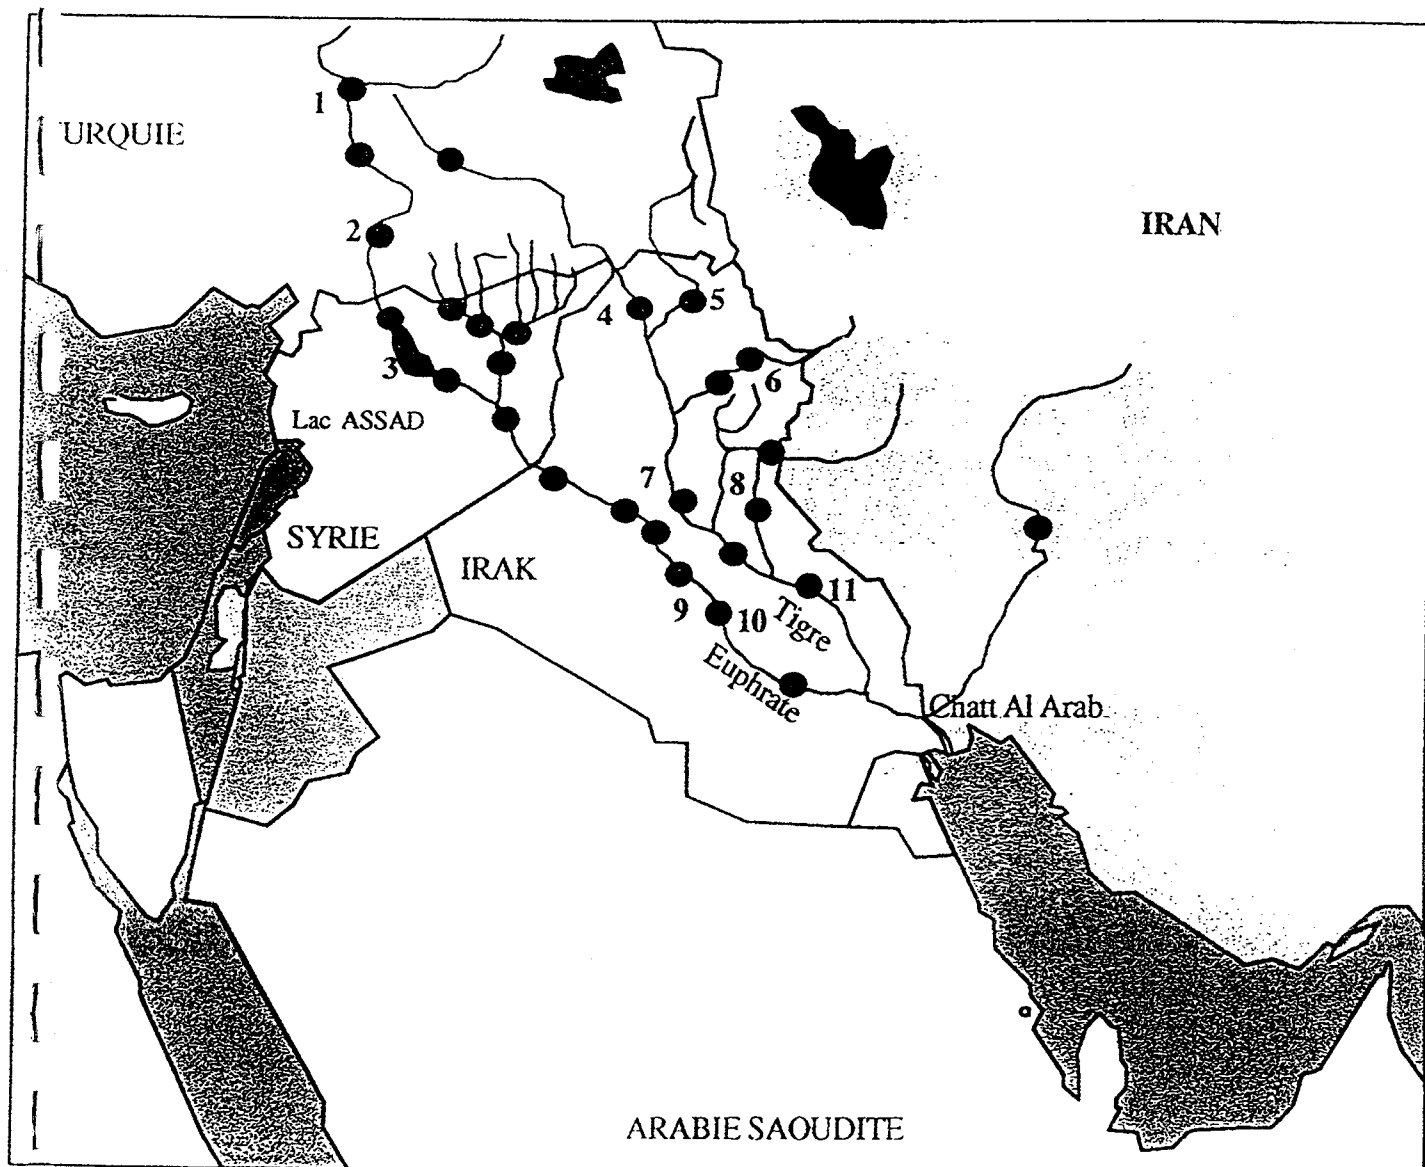 1
URQUIE
IRAN
2
5
4
3
6
Lac ASSAD
7
8
SYRIE
IRAK
11
9
10
Tigre
Euphrate
Chatt Al Arab
ARABIE SAOUDITE